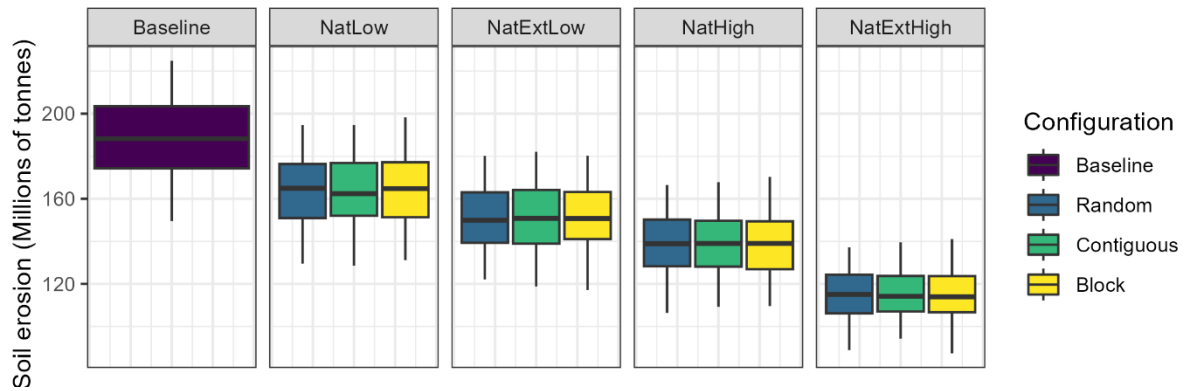 Baseline NatLow NatExtLow NatHigh NatExtHigh
Soil erosion (Millions of tonnes)
200
160
120
Configuration
Baseline
Random
Contiguous
Block